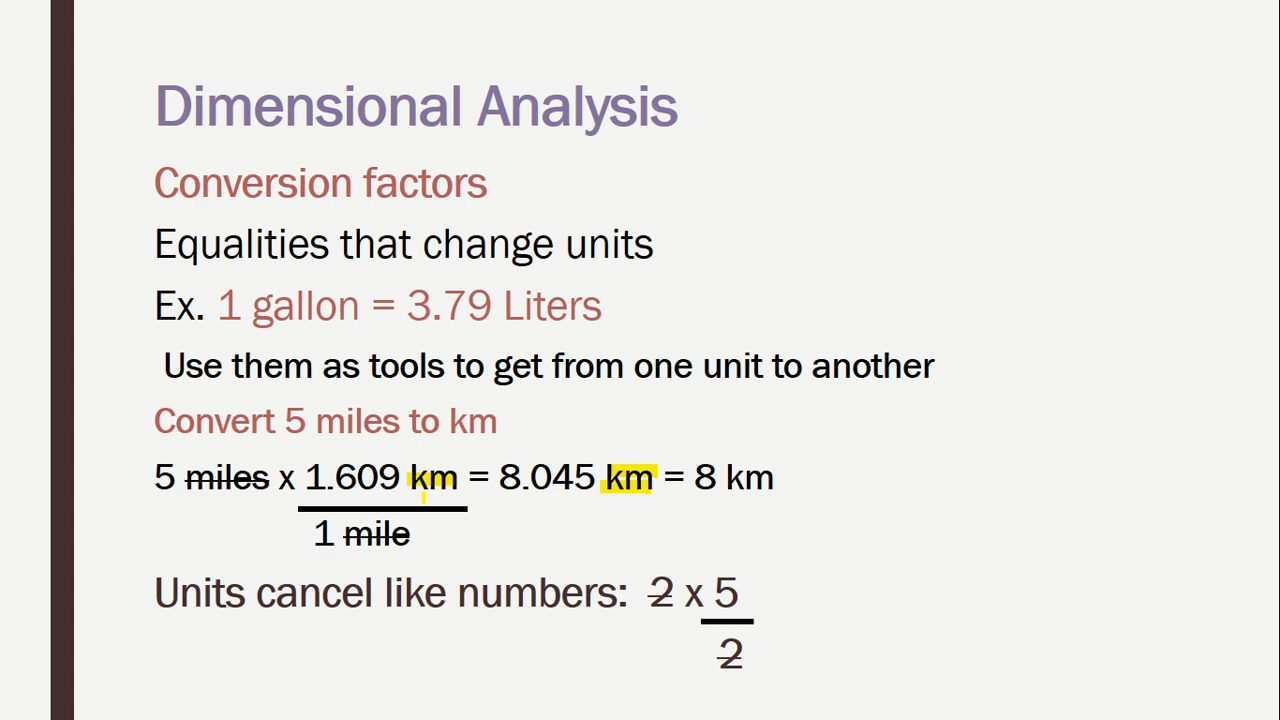 Dimensional Analysis
Conversion factors
Equalities that change units
Ex. 1 gallon = 3.79 Liters
Use them as tools to get from one unit to another
Convert 5 miles to km
5 miles x 1.609 km = 8.045 km = 8 km
1 mile
Units cancel like numbers: 2 x 5
2